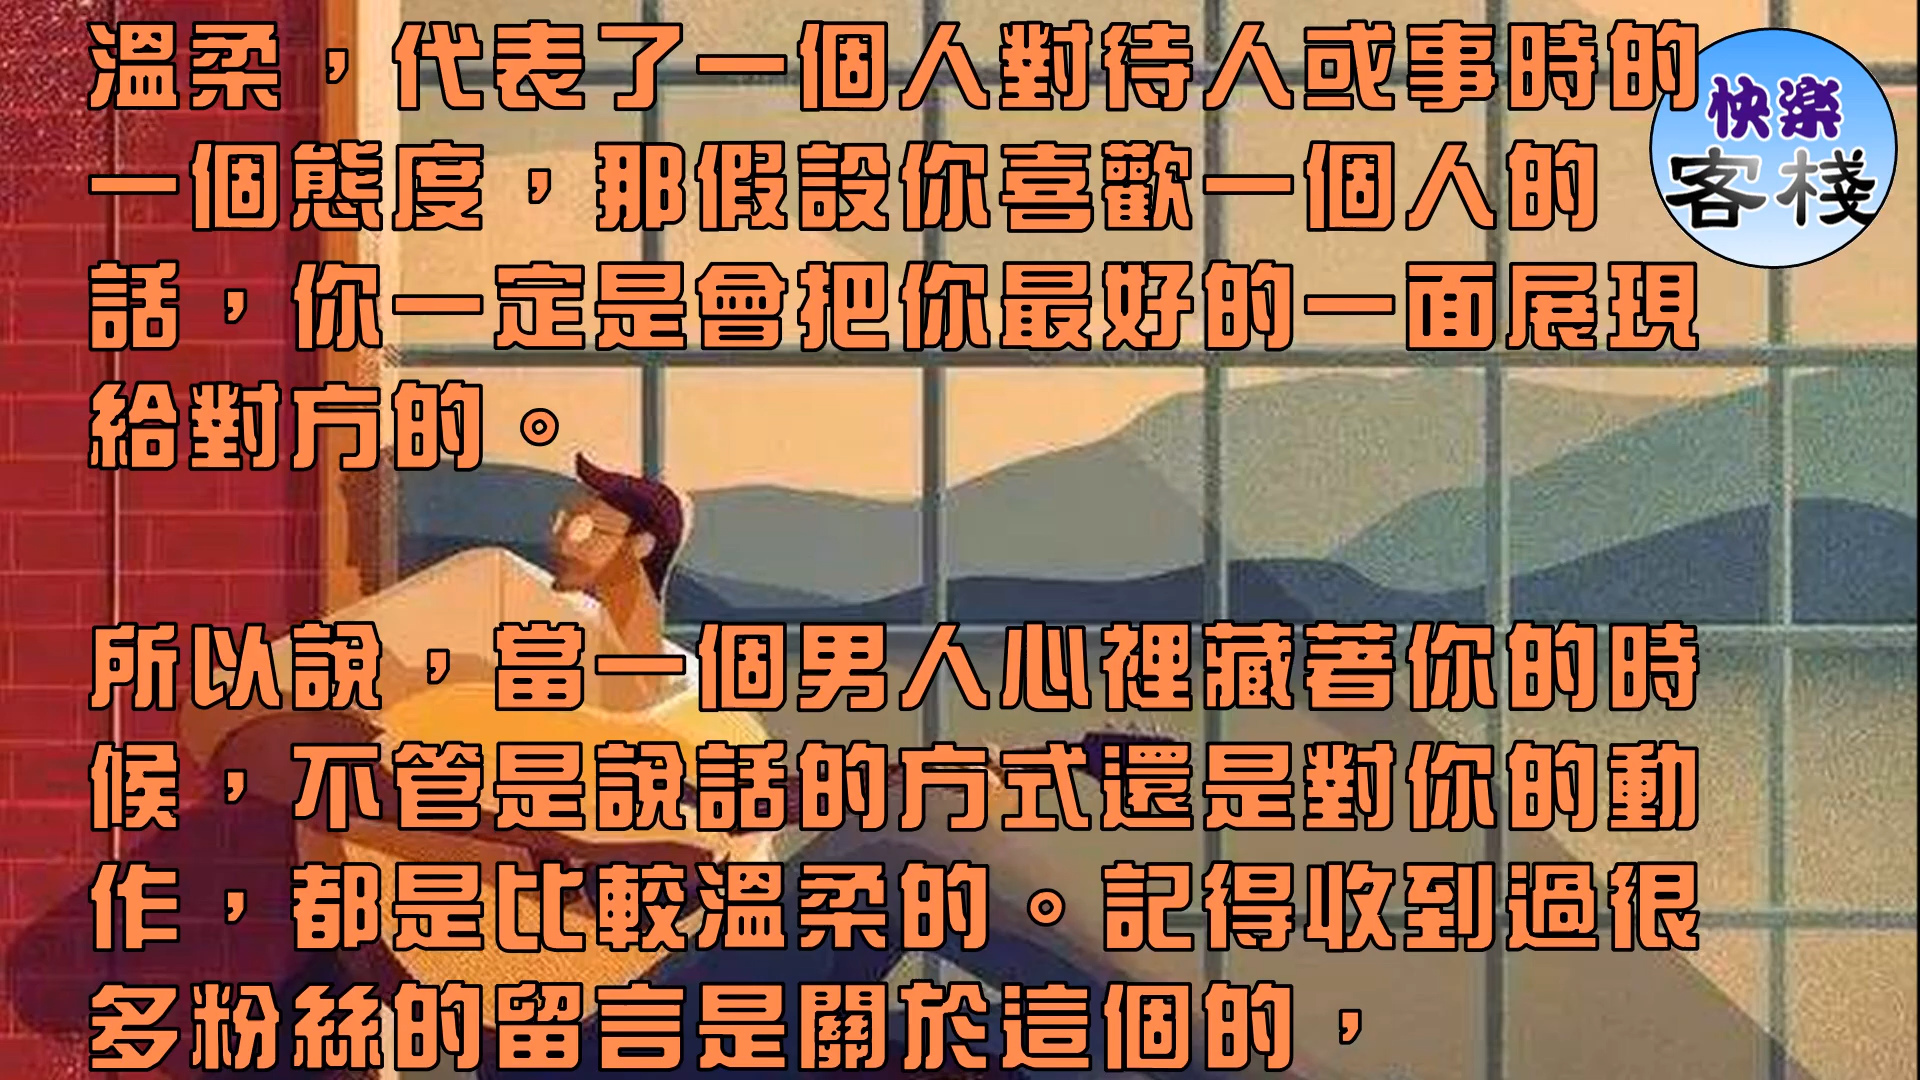 溫柔，代表了一個人對待人或事時的
一個態度，那假設你喜歡一個人的
話，你一定是會把你最好的一面展現
給對方的。
所以說，當一個男人心裡藏著你的時
候，不管是說話的方式還是對你的動
作，都是比較溫柔的。記得收到過很
多粉絲的留言是關於這個的，
快樂
客棧